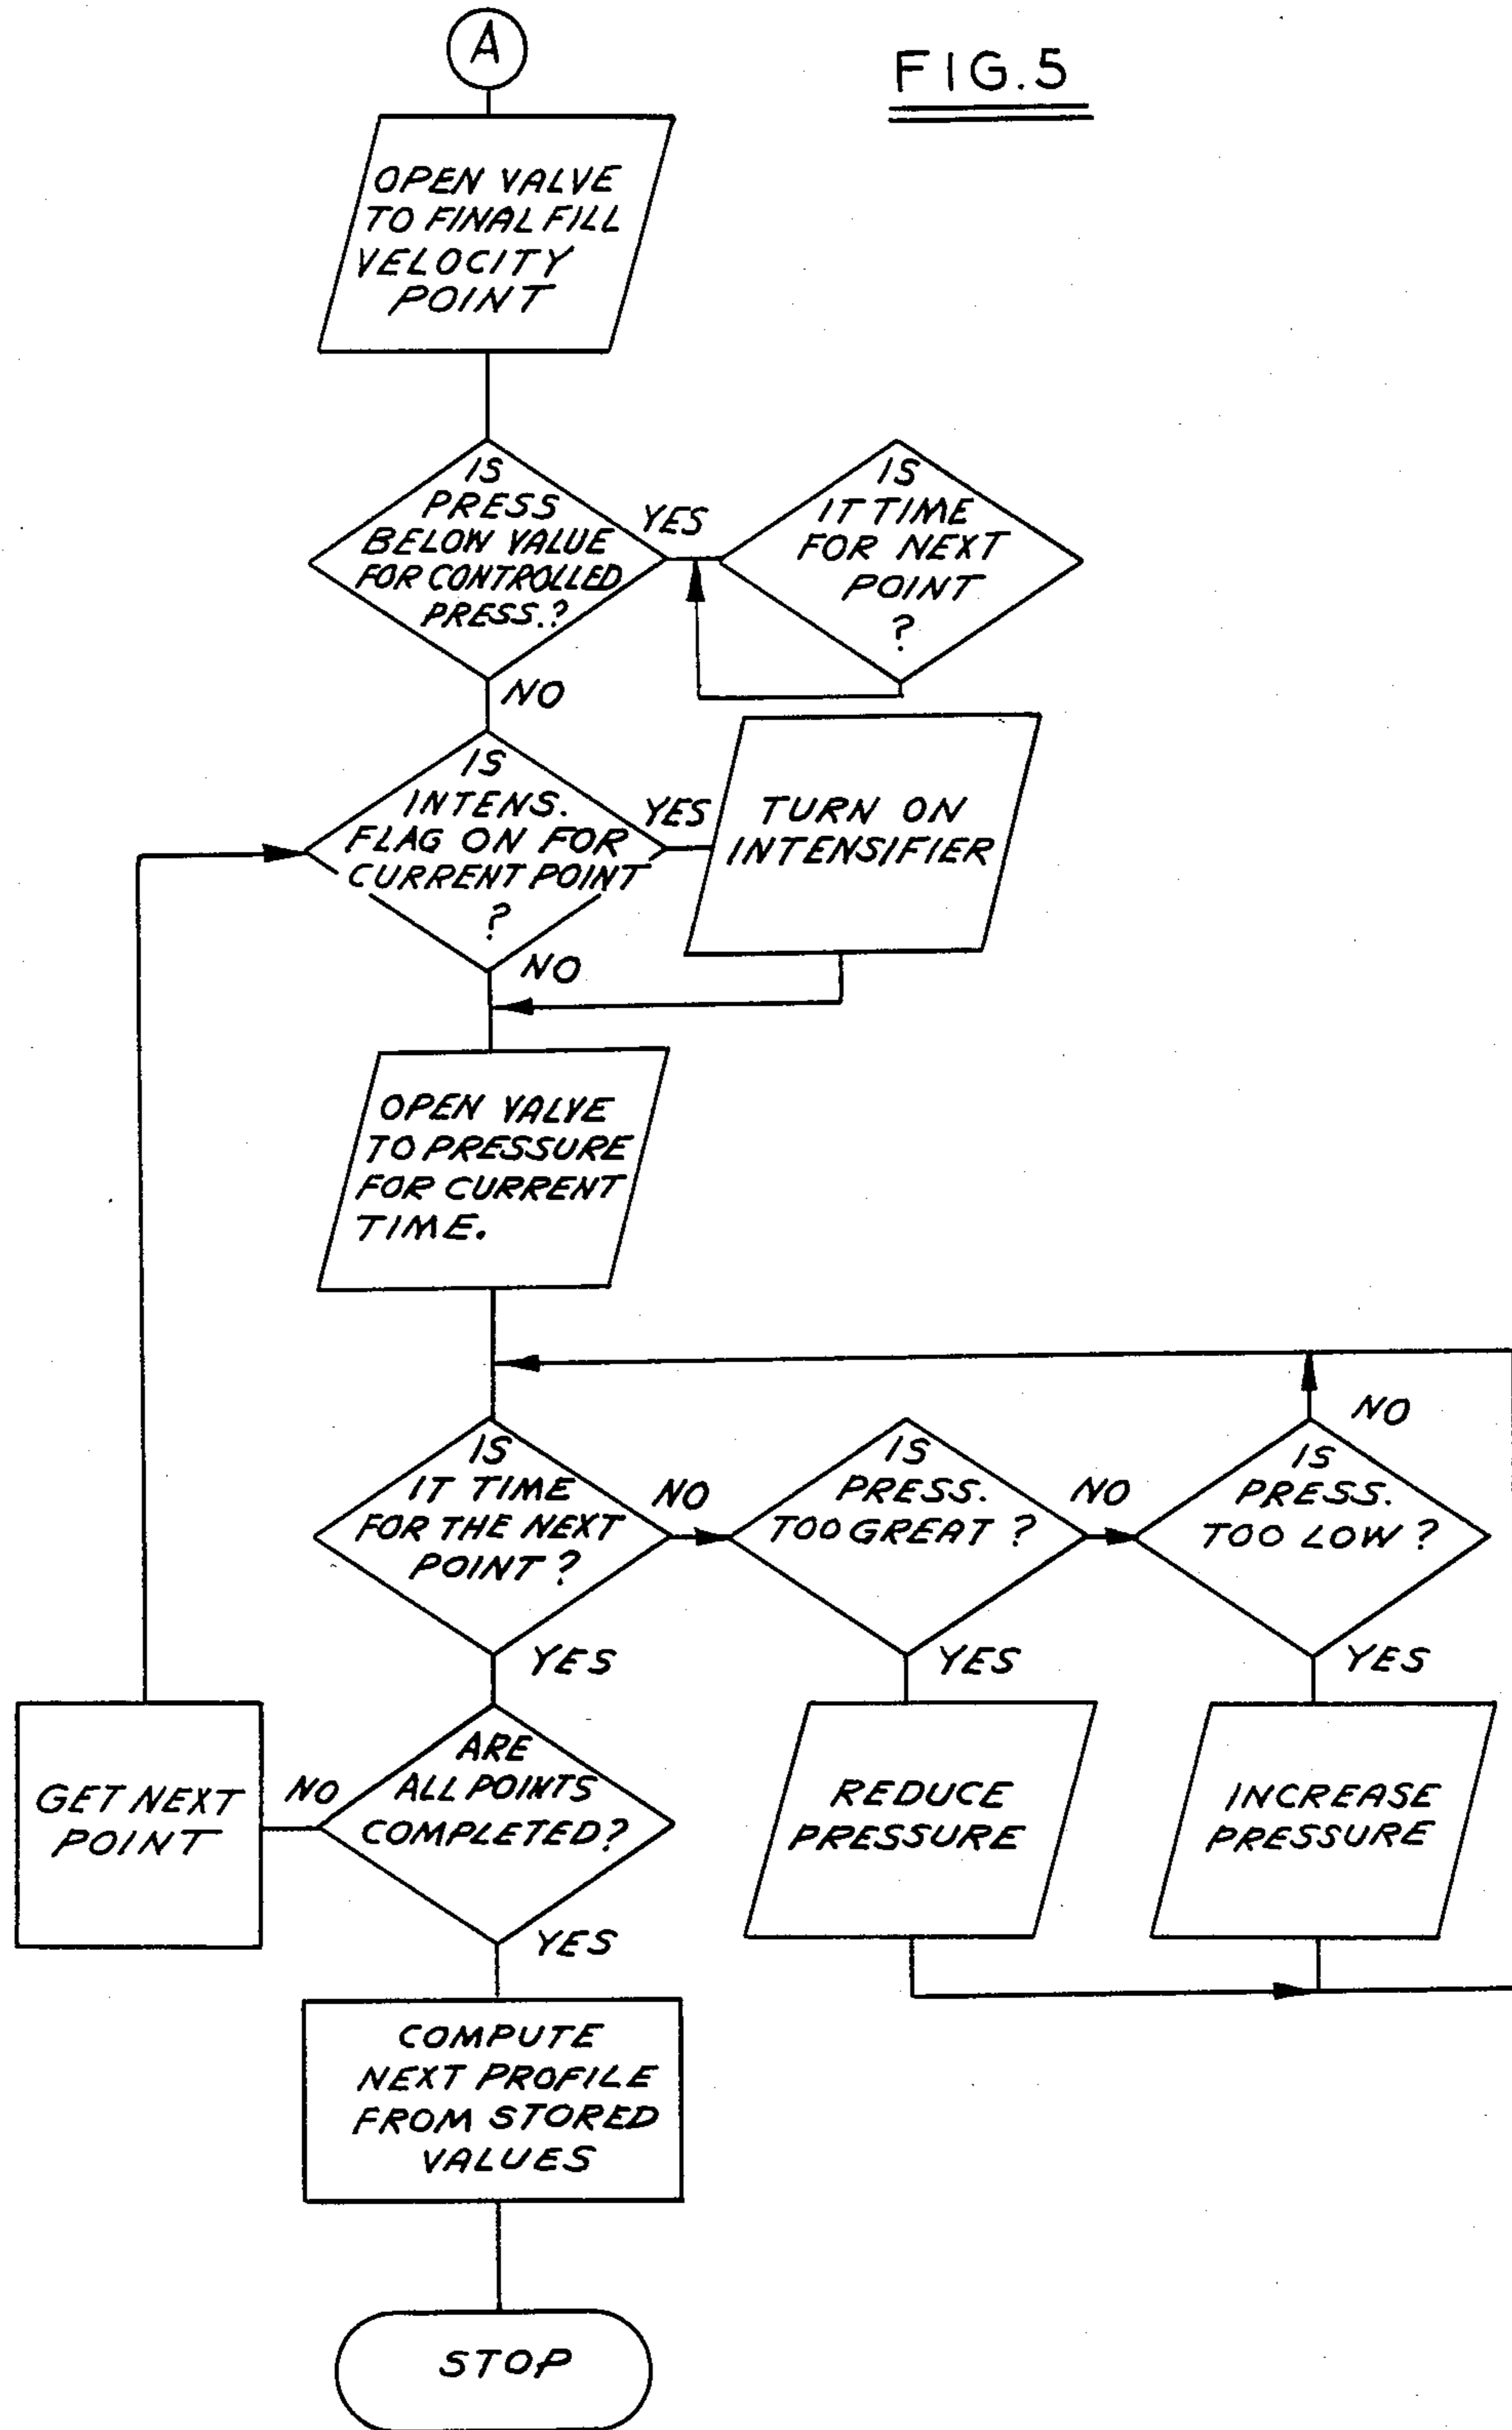 A
FIG.5
OPEN VALVE
TO FINAL FILL
VELOCITY
POINT
IS
PRESS
BELOW VALUE
FOR CONTROLLED
PRESS.?
YES
IS
IT TIME
FOR NEXT
POINT
?
NO
IS
INTENS.
FLAG ON FOR
CURRENT POINT
?
YES
TURN ON
INTENSIFIER
NO
OPEN VALVE
TO PRESSURE
FOR CURRENT
TIME.
IS
IT TIME
FOR THE NEXT
POINT?
NO
IS
PRESS.
TOO GREAT?
NO
IS
PRESS.
TOO LOW?
NO
YES
YES
YES
GET NEXT
POINT
NO
ARE
ALL POINTS
COMPLETED?
REDUCE
PRESSURE
INCREASE
PRESSURE
YES
COMPUTE
NEXT PROFILE
FROM STORED
VALUES
STOP